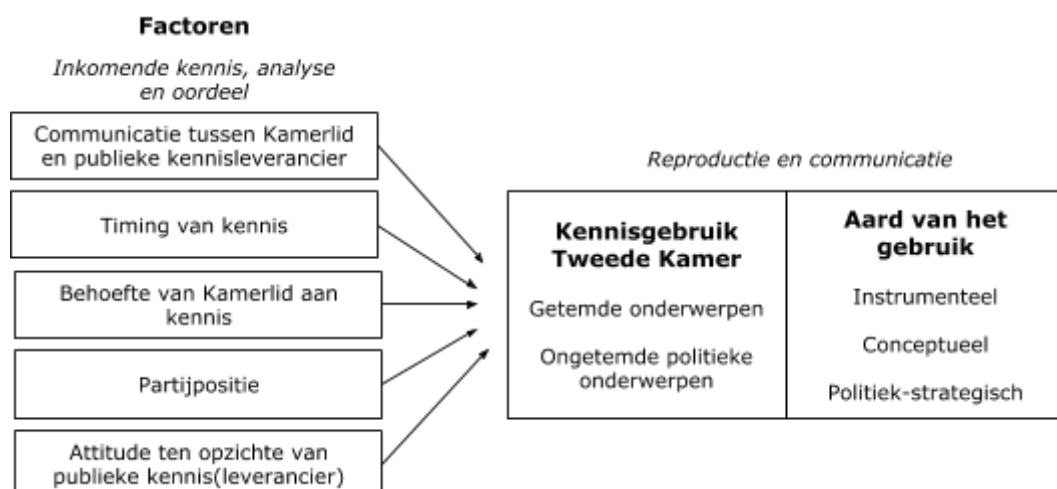 Factoren
Inkomende kennis, analyse
en oordeel
Communicatie tussen Kamerlid
en publieke kennisleverancier
Timing van kennis
Behoefte van Kamerlid aan
kennis
Partijpositie
Attitude ten opzichte van
publieke kennis(leverancier)
Reproductie en communicatie
Kennisgebruik
Tweede Kamer
Getemde onderwerpen
Ongetemde politieke
onderwerpen
Aard van het
gebruik
Instrumenteel
Conceptueel
Politiek-strategisch